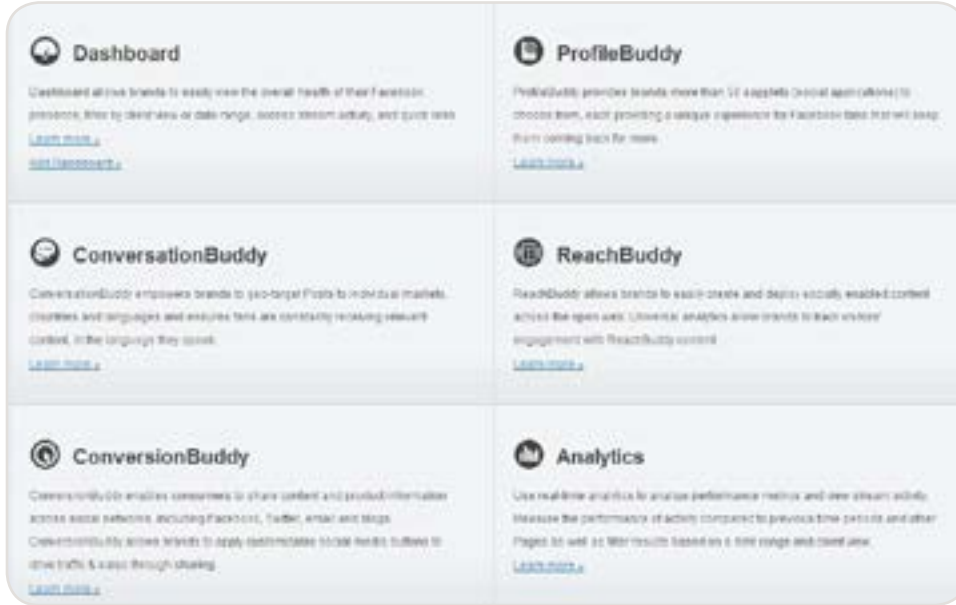 Dashboard
Dashboard allows brands to easily view the overall health of their Facebook
presence, filter by client view or date range, access stream activity, and quick links
Learn more »
Visit Dashboard »
ProfileBuddy
ProfileBuddy provides brands more than 50 sapplets (social applications) to
choose from, each providing a unique experience for Facebook fans that will keep
them coming back for more.
Learn more »
ConversationBuddy
ConversationBuddy empowers brands to geo-target Posts to individual markets,
countries and languages and ensures fans are constantly receiving relevant
content, in the language they speak.
Learn more »
ReachBuddy
ReachBuddy allows brands to easily create and deploy socially enabled content
across the open web. Universal analytics allow brands to track visitors'
engagement with ReachBuddy content.
Learn more »
ConversionBuddy
ConversionBuddy enables consumers to share content and product information
across social networks, including Facebook, Twitter, email and blogs.
ConversionBuddy allows brands to apply customizable social media buttons to
drive traffic & sales through sharing.
Learn more »
Analytics
Use real-time analytics to analyze performance metrics and view stream activity.
Measure the performance of activity compared to previous time periods and other
Pages as well as filter results based on a date range and client view.
Learn more »